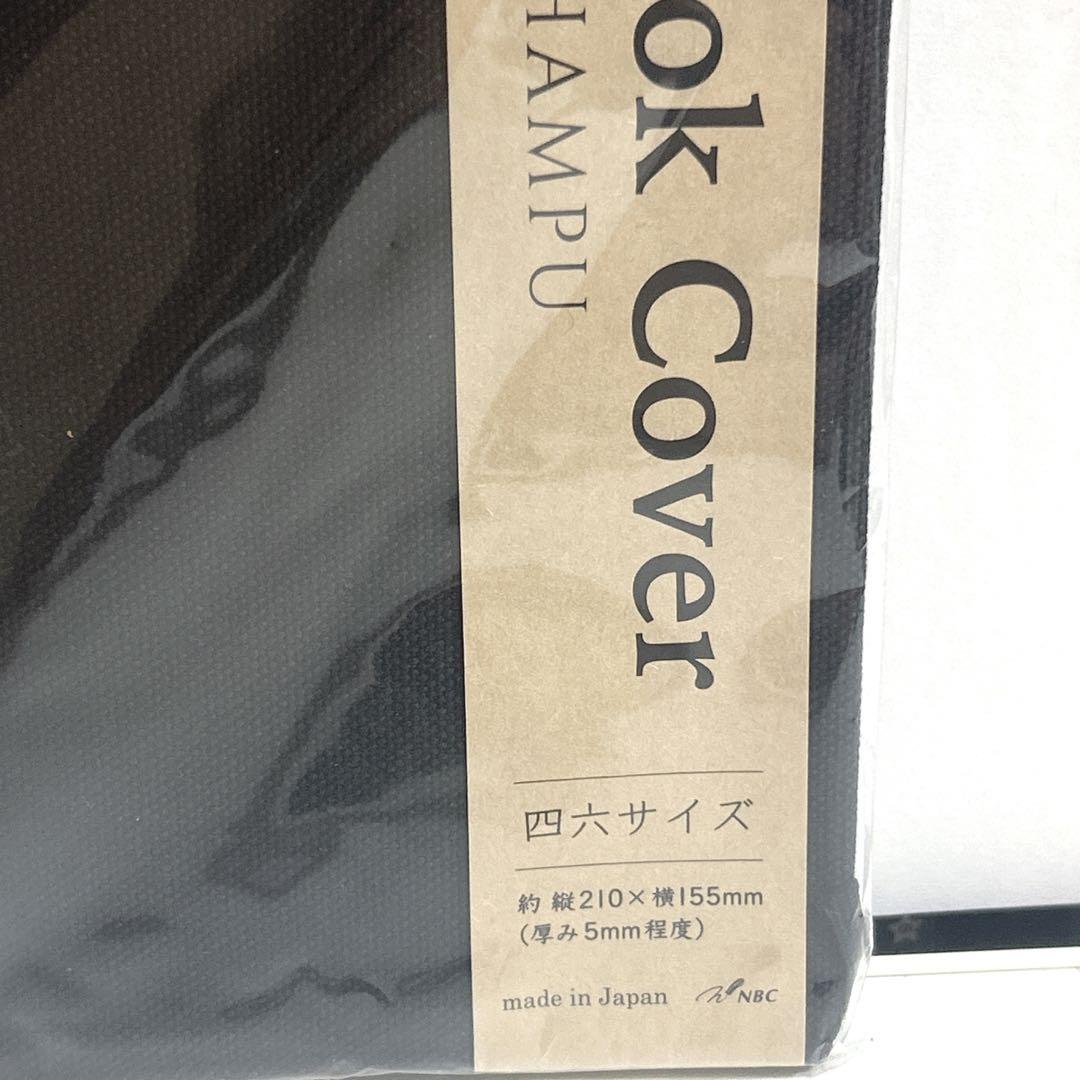 ok Cover
HAMPU
四六サイズ
約 縦210×横155mm
(厚み5mm程度)
made in Japan NBC